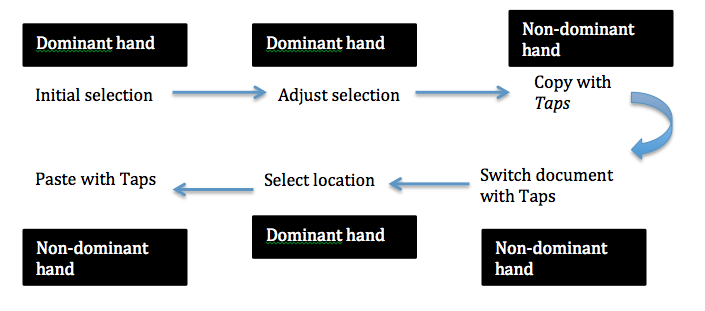 Dominant hand
Dominant hand
Non-dominant
hand
Initial selection
Adjust selection
Copy with
Taps
Switch document
with Taps
Select location
Paste with Taps
Non-dominant
hand
Dominant hand
Non-dominant
hand